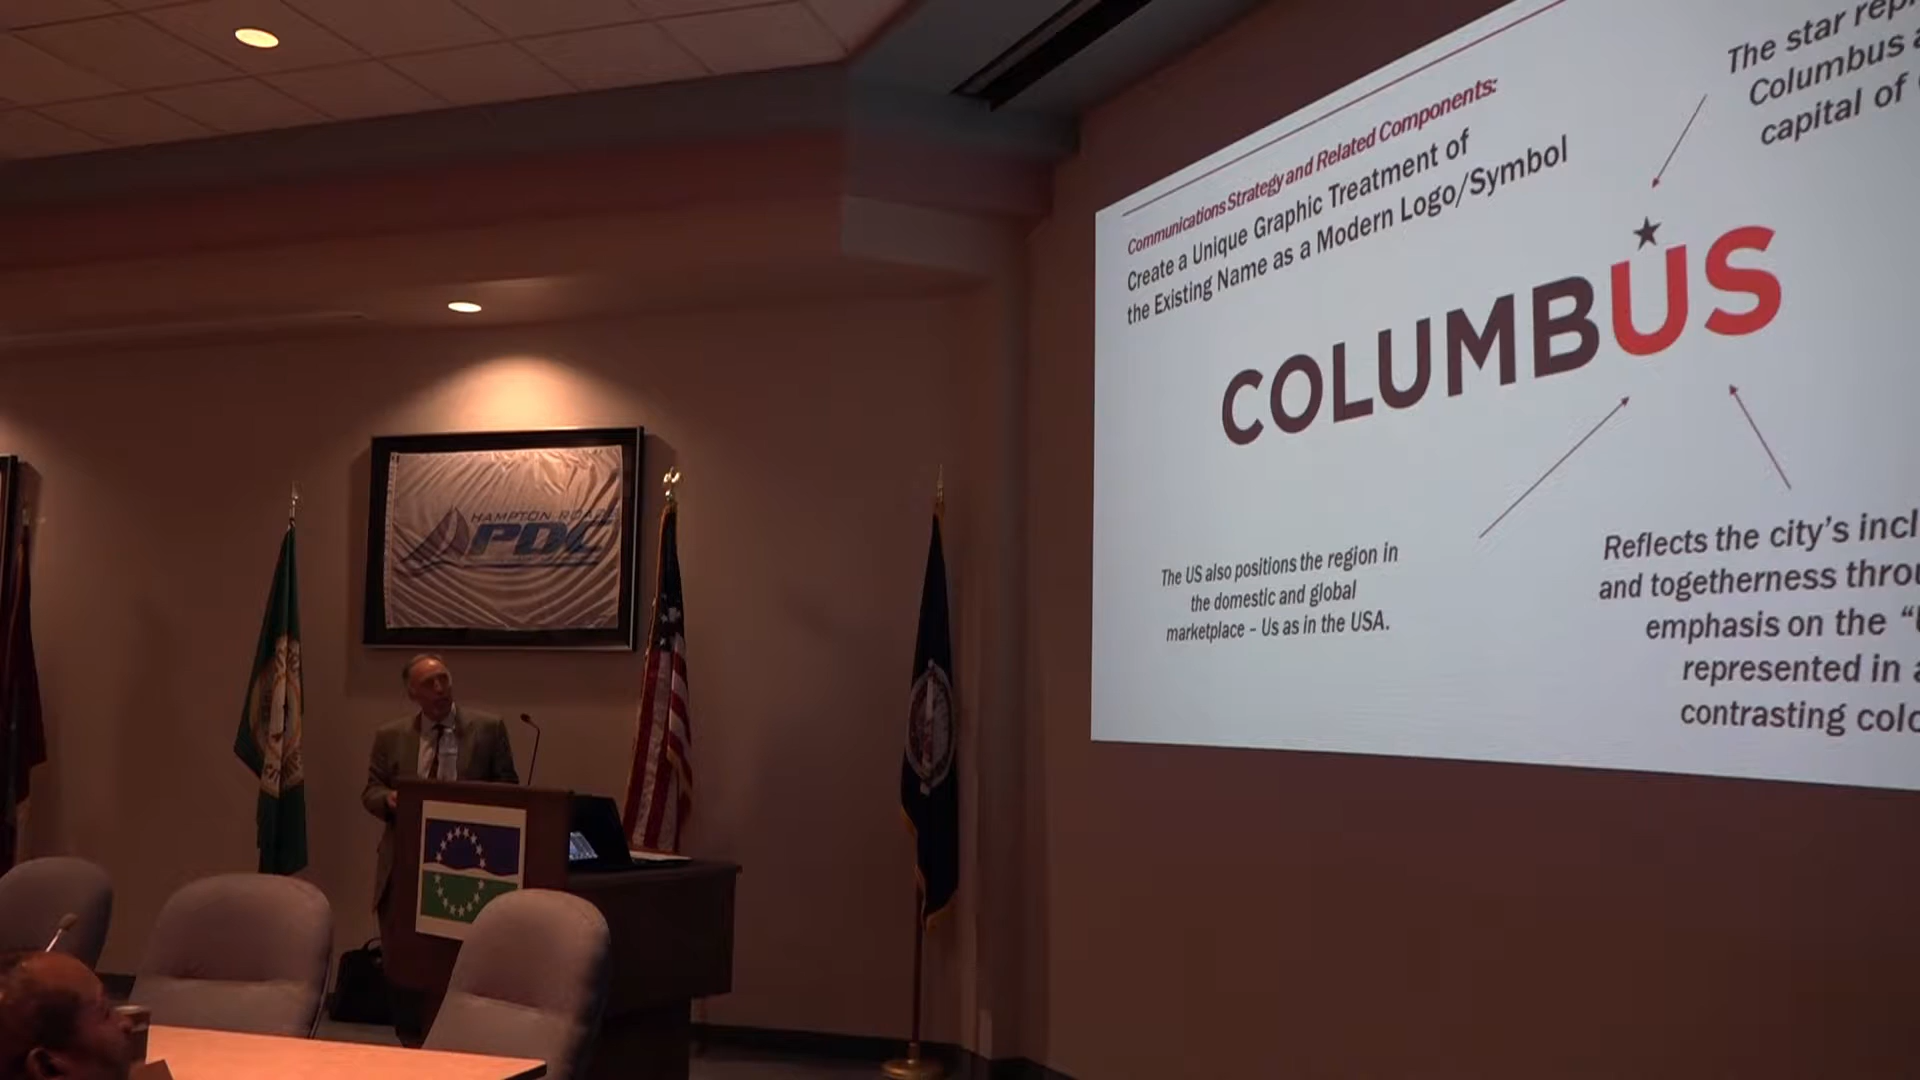 Communications Strategy and Related Components:
Create a Unique Graphic Treatment of
the Existing Name as a Modern Logo/Symbol
The star rep
Columbus a
capital of
COLUMBUS
The US also positions the region in
the domestic and global
marketplace – Us as in the USA.
Reflects the city's incl
and togetherness throu
emphasis on the “U
represented in a
contrasting colo
HAMPTON ROADS
PDC